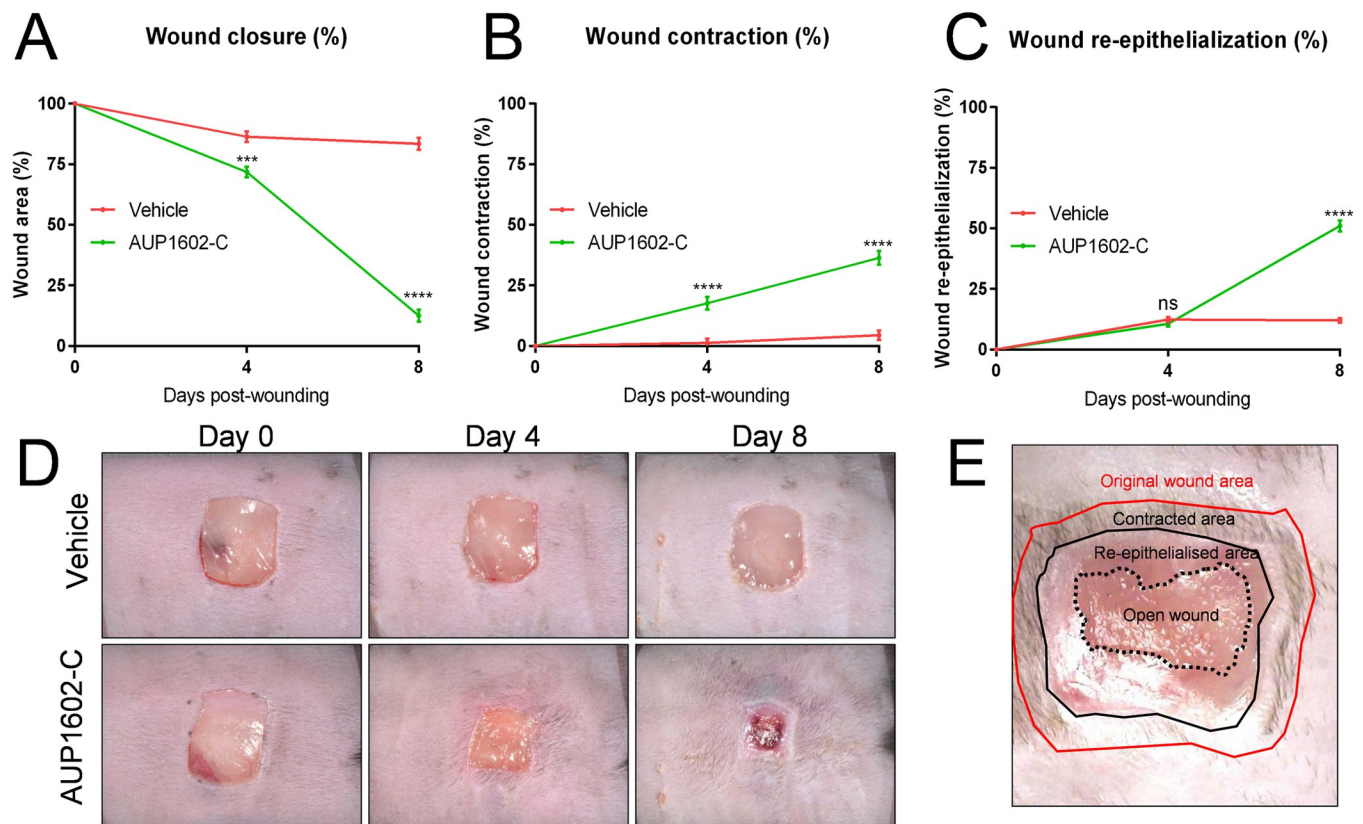 A
Wound closure (%)
Wound area (%)
100
75
50
25
0
***
****
Vehicle
AUP1602-C
0
4
8
Days post-wounding
B
Wound contraction (%)
Wound contraction (%)
100
75
50
25
0
Vehicle
AUP1602-C
****
****
0
4
8
Days post-wounding
C
Wound re-epithelialization (%)
Wound re-epithelialization (%)
100
75
50
25
0
Vehicle
AUP1602-C
ns
****
0
4
8
Days post-wounding
D
Day 0
Day 4
Day 8
Vehicle
AUP1602-C
E
Original wound area
Contracted area
Re-epithelialised area
Open wound